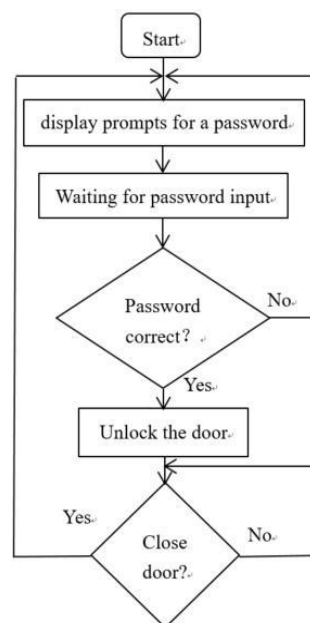 Start
display prompts for a password
Waiting for password input
Password
correct?
No
Yes
Unlock the door
Yes
Close
door?
No